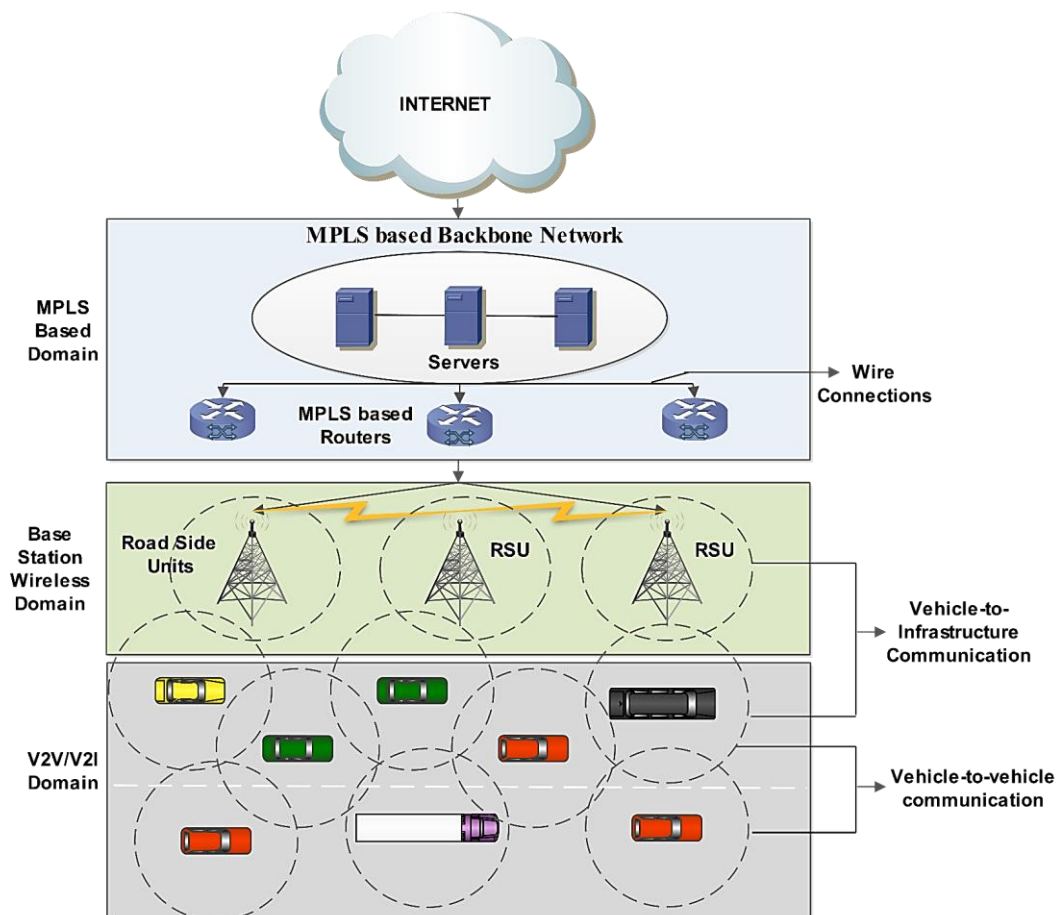 INTERNET
MPLS based Backbone Network
MPLS
Based
Domain
Servers
Wire
Connections
MPLS based
Routers
Base
Station
Wireless
Domain
Road Side
Units
RSU
RSU
Vehicle-to-
Infrastructure
Communication
V2V/V2I
Domain
Vehicle-to-vehicle
communication